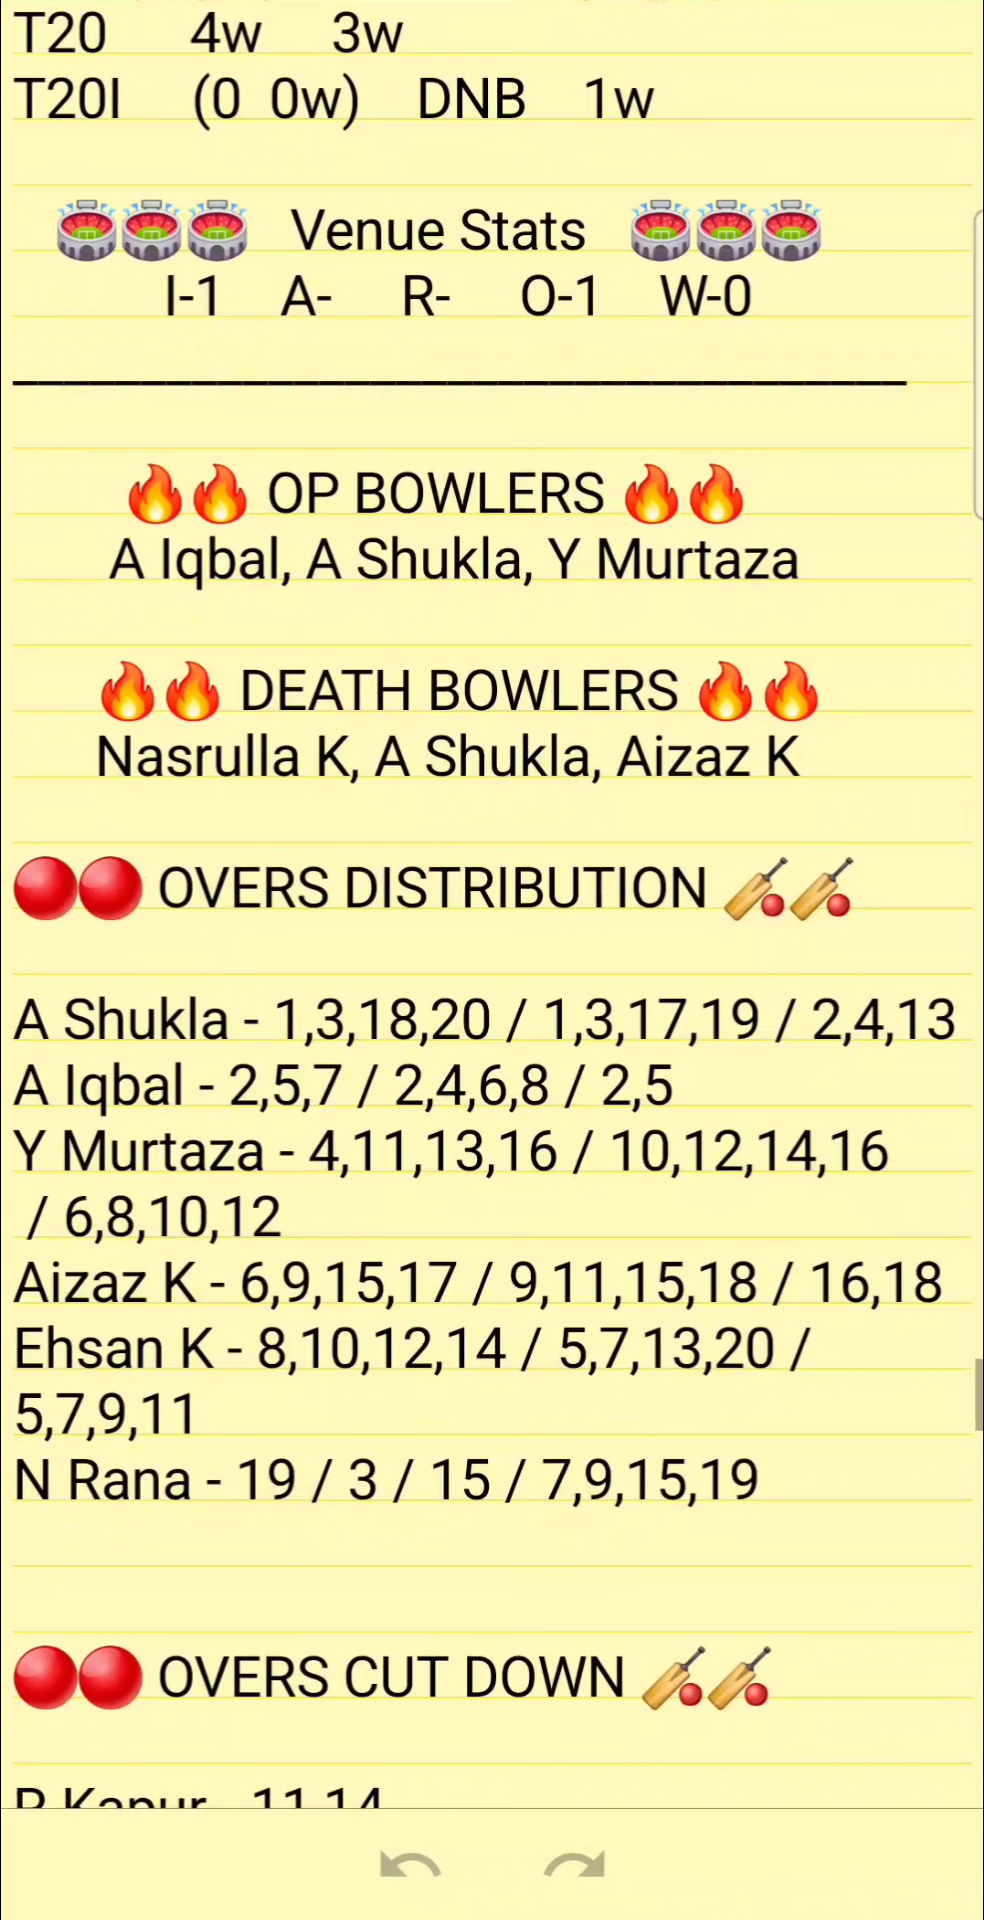 T20 4w 3w
T20I (0 0w) DNB 1w
🏟️🏟️🏟️ Venue Stats 🏟️🏟️🏟️
I-1 A- R- O-1 W-0
___________________________________
🔥🔥 OP BOWLERS 🔥🔥
A Iqbal, A Shukla, Y Murtaza
🔥🔥 DEATH BOWLERS 🔥🔥
Nasrulla K, A Shukla, Aizaz K
🔴🔴 OVERS DISTRIBUTION 🏏🏏
A Shukla - 1,3,18,20 / 1,3,17,19 / 2,4,13
A Iqbal - 2,5,7 / 2,4,6,8 / 2,5
Y Murtaza - 4,11,13,16 / 10,12,14,16
/ 6,8,10,12
Aizaz K - 6,9,15,17 / 9,11,15,18 / 16,18
Ehsan K - 8,10,12,14 / 5,7,13,20 /
5,7,9,11
N Rana - 19 / 3 / 15 / 7,9,15,19
🔴🔴 OVERS CUT DOWN 🏏🏏
Kapur - 11,14